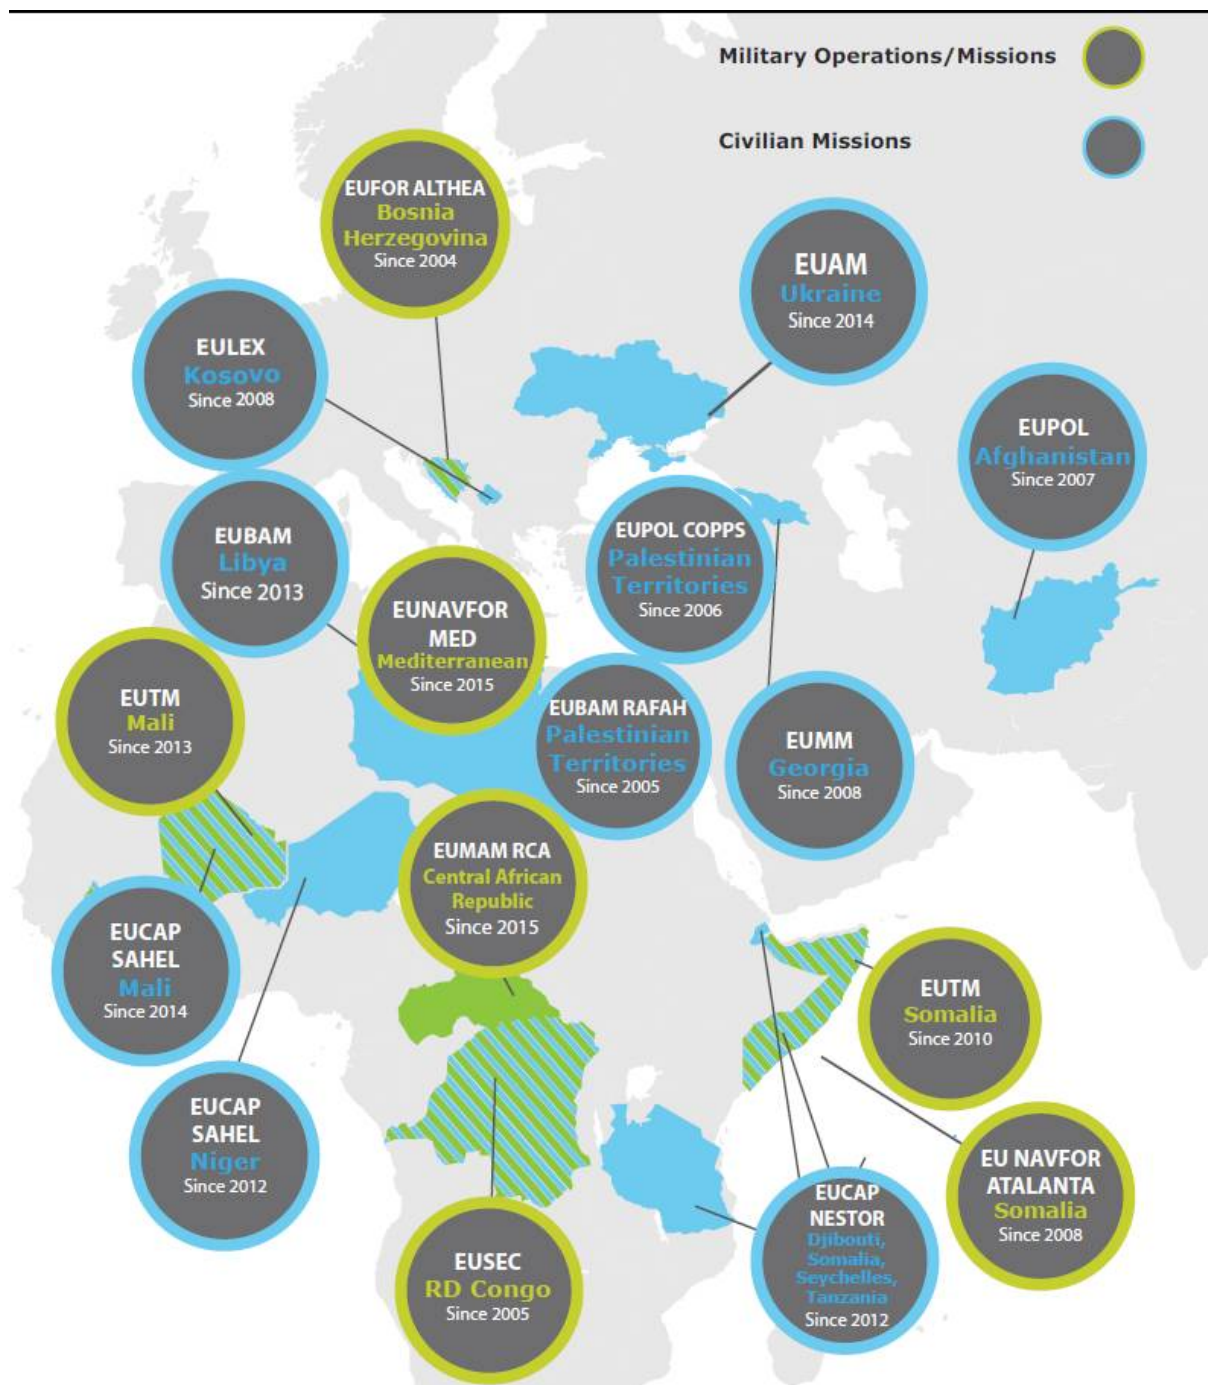 Military Operations/Missions
Civilian Missions
EUFOR ALTHEA
Bosnia
Herzegovina
Since 2004
EUAM
Ukraine
Since 2014
EULEX
Kosovo
Since 2008
EUPOL
Afghanistan
Since 2007
EUBAM
Libya
Since 2013
EUPOL COPPS
Palestinian
Territories
Since 2006
EUNAVFOR
MED
Mediterranean
Since 2015
EUTM
Mali
Since 2013
EUBAM RAFAH
Palestinian
Territories
Since 2005
EUMM
Georgia
Since 2008
EUMAM RCA
Central African
Republic
Since 2015
EUCAP
SAHEL
Mali
Since 2014
EUTM
Somalia
Since 2010
EUCAP
SAHEL
Niger
Since 2012
EU NAVFOR
ATALANTA
Somalia
Since 2008
EUCAP
NESTOR
Djibouti,
Somalia,
Seychelles,
Tanzania
Since 2012
EUSEC
RD Congo
Since 2005